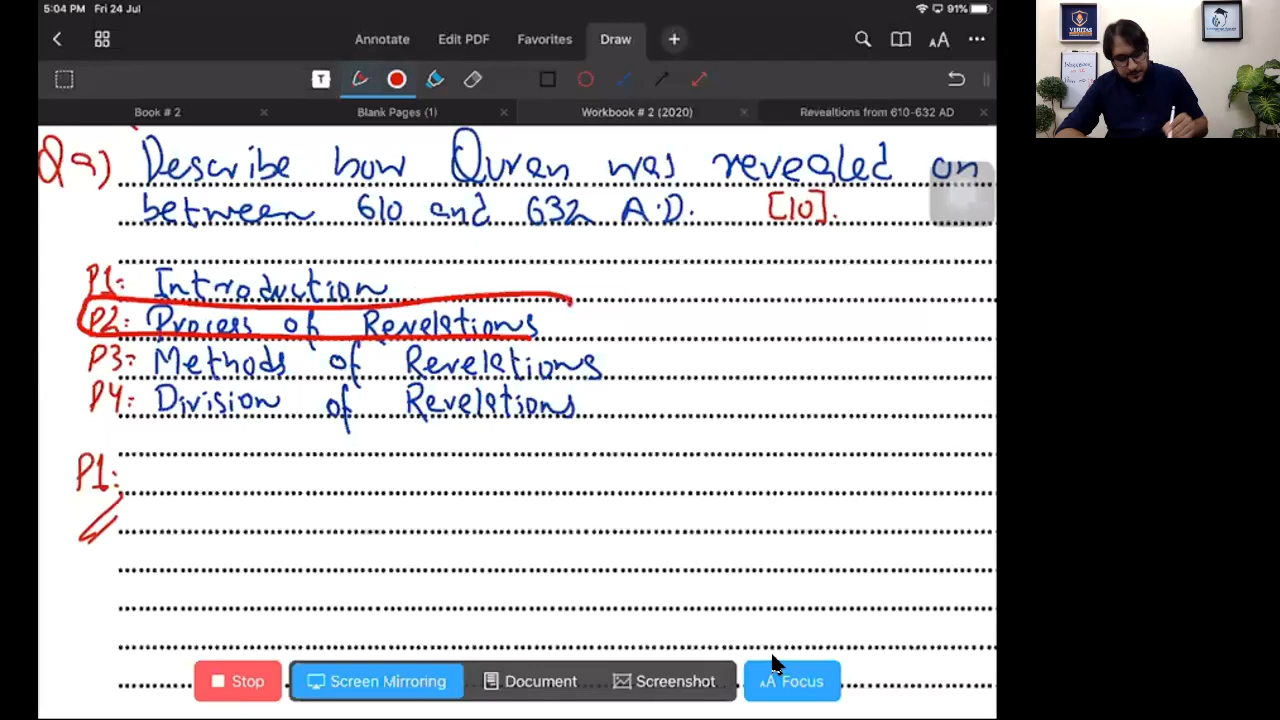 5:04 PM Fri 24 Jul
91%
Annotate Edit PDF Favorites Draw
Book # 2 Blank Pages (1) Workbook # 2 (2020) Revealtions from 610-632 AD
Q a) Describe how Quran was revealed on
between 610 and 632 A.D. [10].
P1: Introduction
P2: Process of Revelations
P3: Methods of Revelations
P4: Division of Revelations
P1:
Stop Screen Mirroring Document Screenshot AA Focus
VERITAS